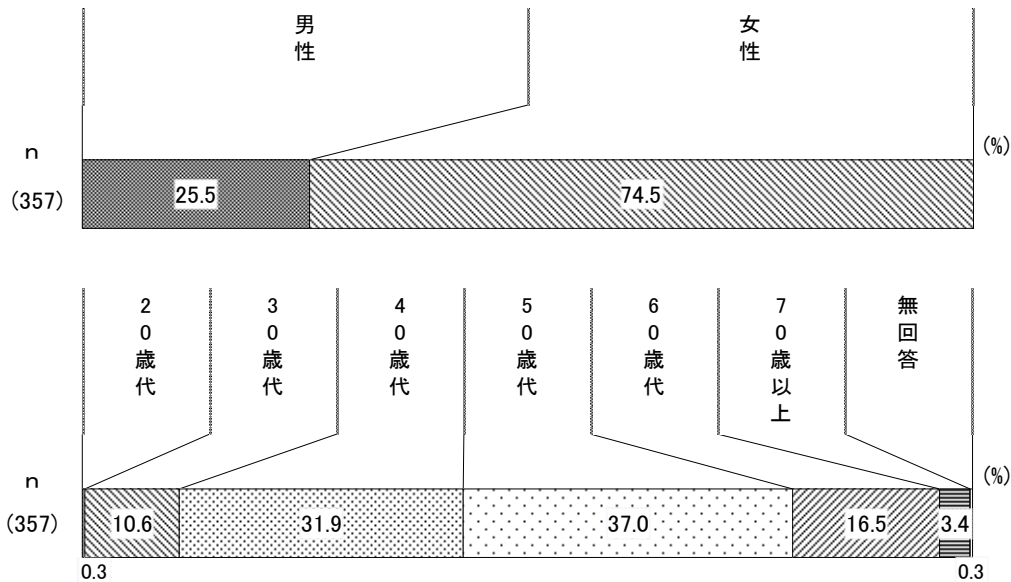 男性
女性
(%)
n
(357)
25.5
74.5
20歳代
30歳代
40歳代
50歳代
60歳代
70歳以上
無回答
(%)
n
(357)
10.6
31.9
37.0
16.5
3.4
0.3
0.3